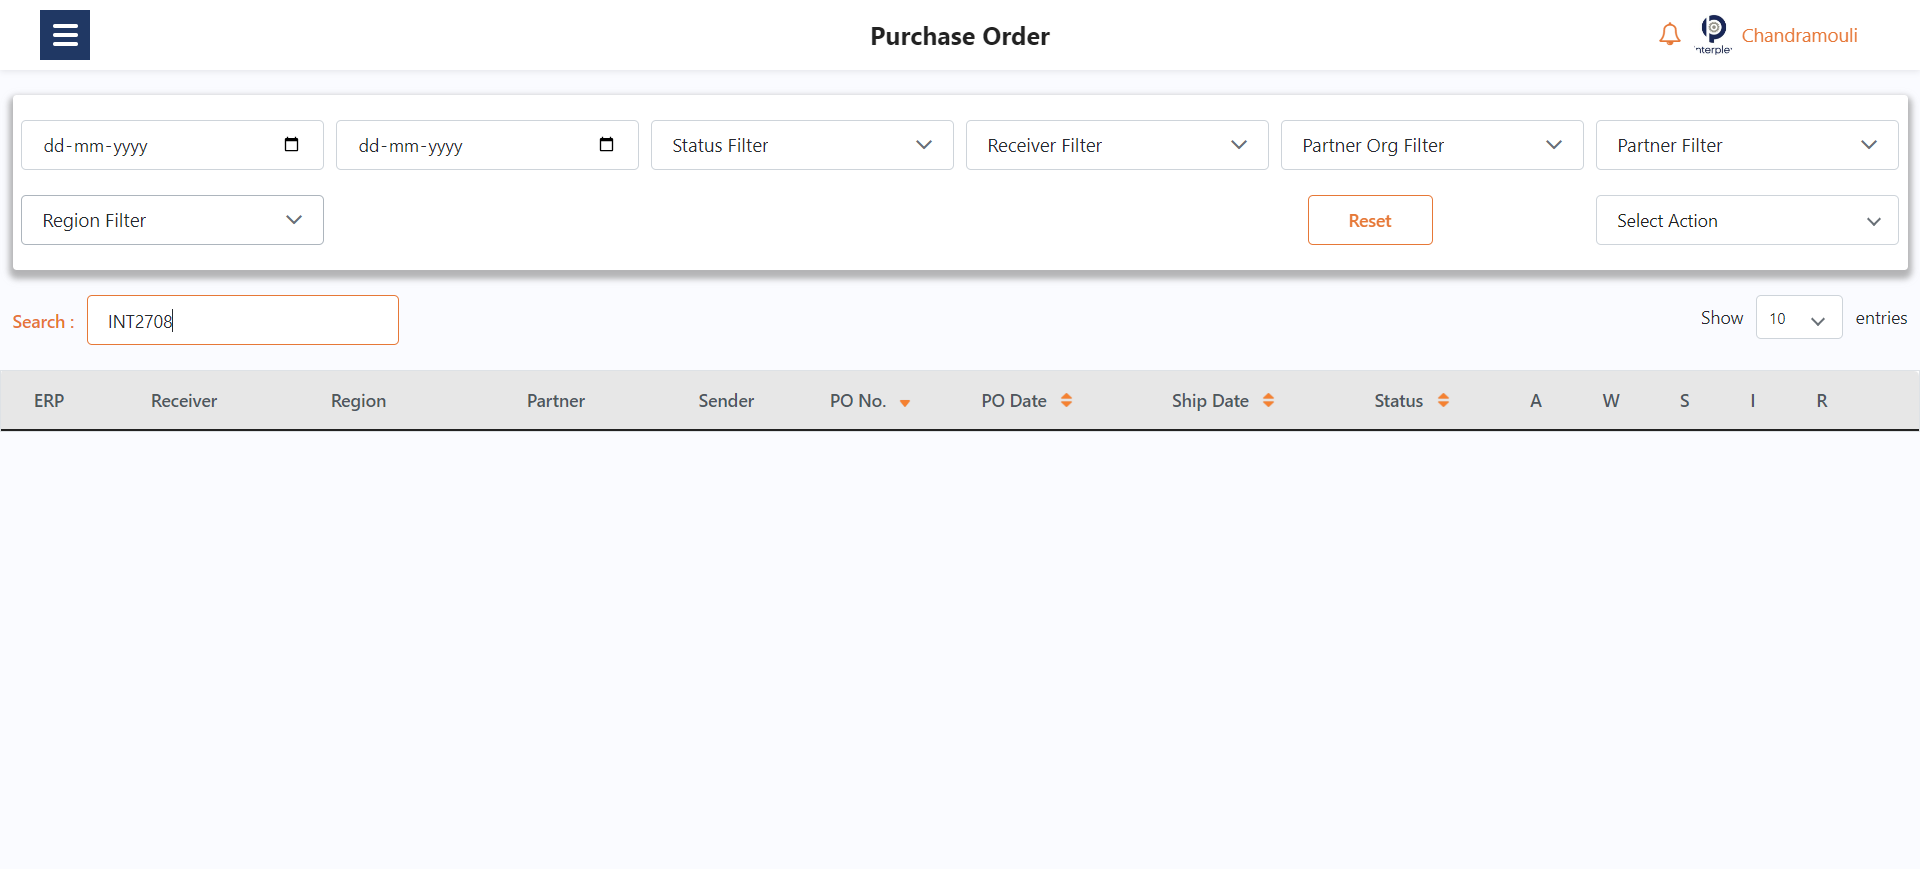 Purchase Order
nterple
Chandramouli
dd-mm-yyyy
dd-mm-yyyy
Status Filter
Receiver Filter
Partner Org Filter
Partner Filter
Region Filter
Reset
Select Action
Search :
INT2708
Show
10
entries
ERP
Receiver
Region
Partner
Sender
PO No.
PO Date
Ship Date
Status
A
W
S
I
R